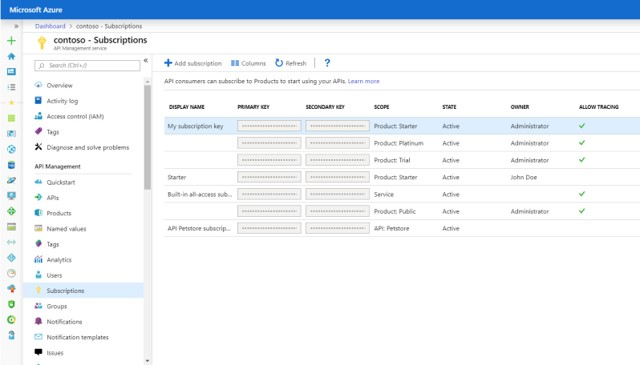 Microsoft Azure
Dashboard > contoso - Subscriptions
contoso - Subscriptions
API Management service
Search (Ctrl+/)
Overview
Activity log
Access control (IAM)
Tags
Diagnose and solve problems
API Management
Quickstart
APIs
Products
Named values
Tags
Analytics
Users
Subscriptions
Groups
Notifications
Notification templates
Issues
Add subscription Columns Refresh ?
API consumers can subscribe to Products to start using your APIs. Learn more
DISPLAY NAME PRIMARY KEY SECONDARY KEY SCOPE STATE OWNER ALLOW TRACING
My subscription key Product: Starter Active Administrator
Product: Platinum Active Administrator
Product: Trial Active Administrator
Starter Product: Starter Active John Doe
Built-in all-access sub... Service Active
Product: Public Active Administrator
API Petstore subscrip... API: Petstore Active